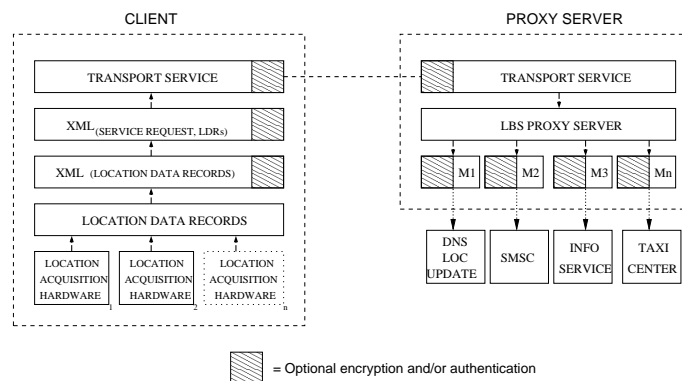 CLIENT
PROXY SERVER
TRANSPORT SERVICE
TRANSPORT SERVICE
XML (SERVICE REQUEST, LDRs)
LBS PROXY SERVER
XML (LOCATION DATA RECORDS)
M1
M2
M3
Mn
LOCATION DATA RECORDS
LOCATION
ACQUISITION
HARDWARE
1
LOCATION
ACQUISITION
HARDWARE
2
LOCATION
ACQUISITION
HARDWARE
n
DNS
LOC
UPDATE
SMSC
INFO
SERVICE
TAXI
CENTER
= Optional encryption and/or authentication